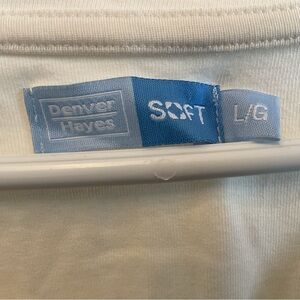 Denver
Hayes
SOFT
L/G